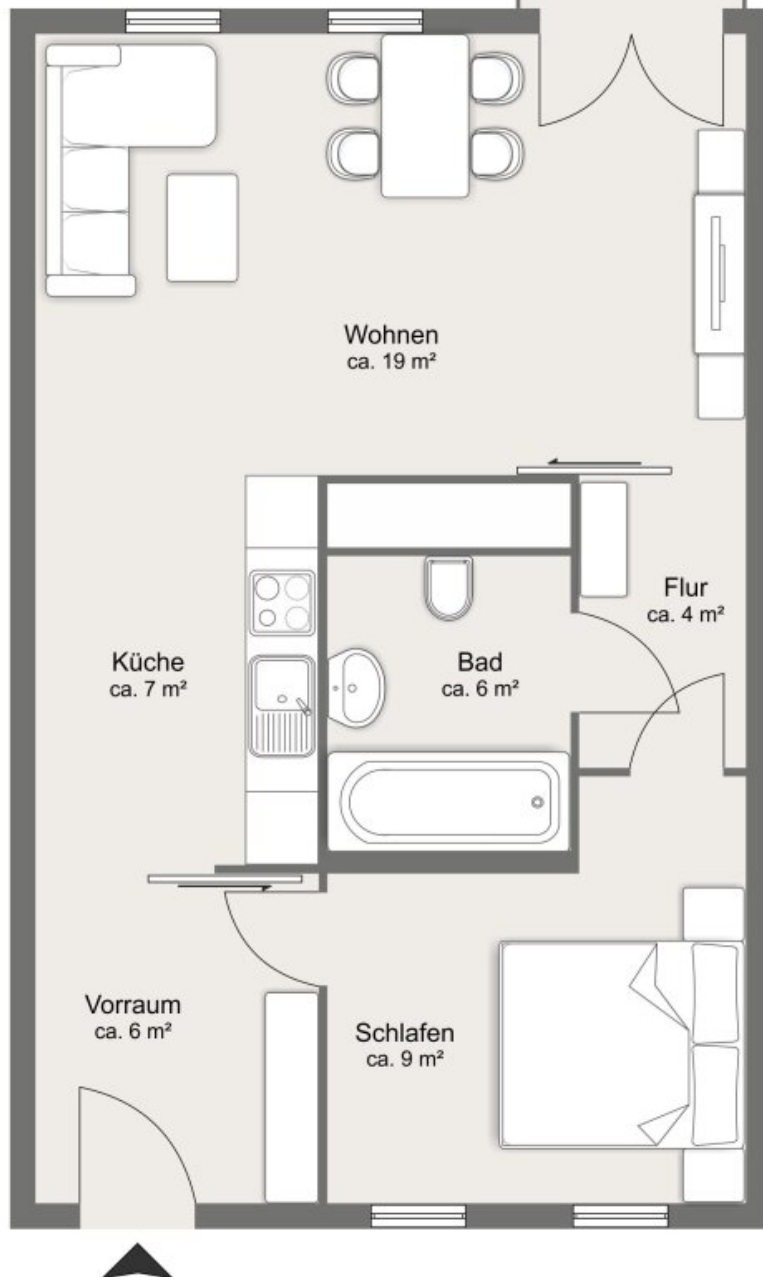 Wohnen
ca. 19 m²
Flur
ca. 4 m²
Küche
ca. 7 m²
Bad
ca. 6 m²
Vorraum
ca. 6 m²
Schlafen
ca. 9 m²